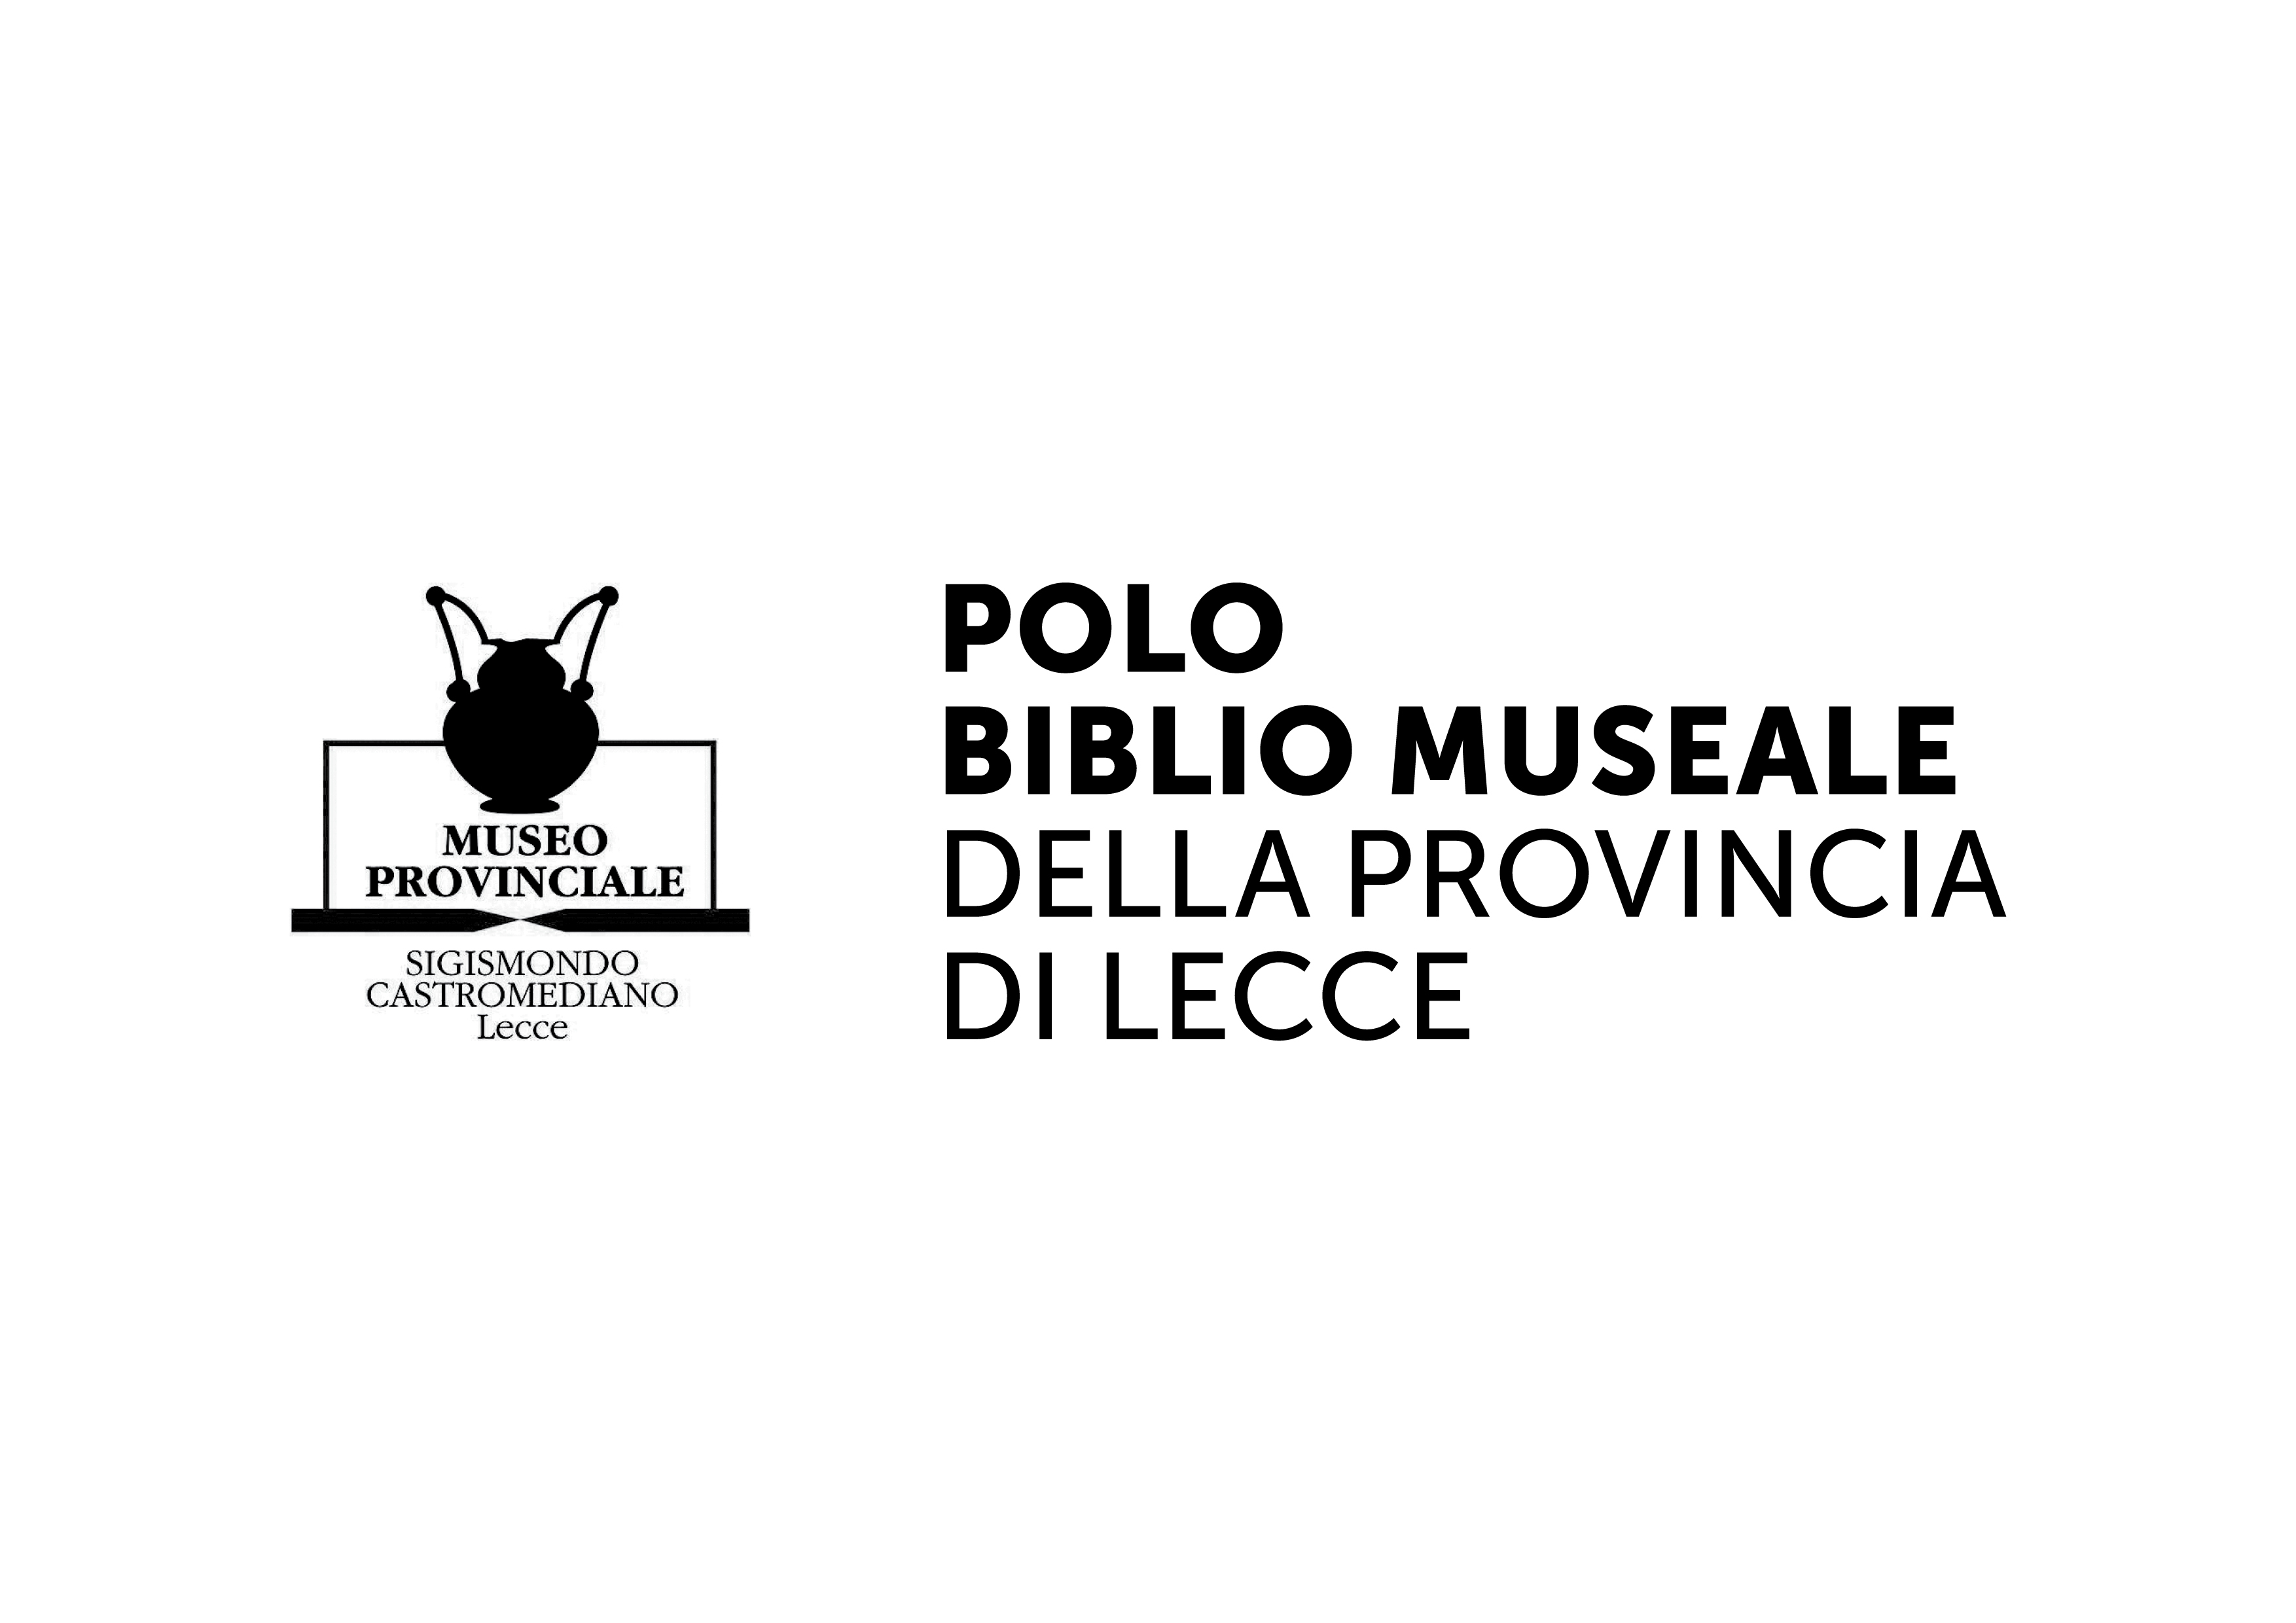 MUSEO
PROVINCIALE
SIGISMONDO
CASTROMEDIANO
Lecce
POLO
BIBLIO MUSEALE
DELLA PROVINCIA
DI LECCE